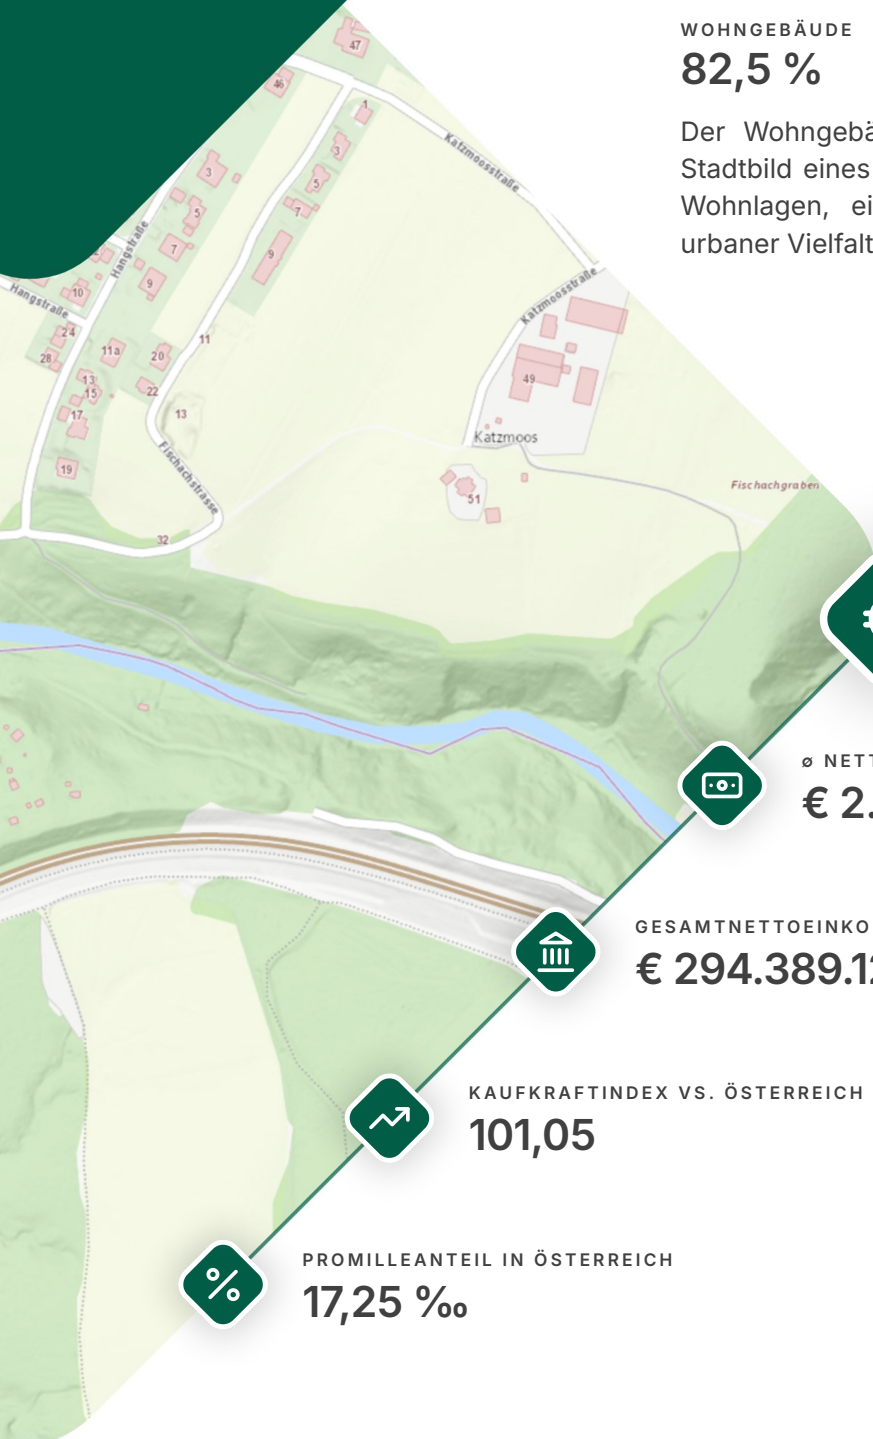 WOHNGEBÄUDE
82,5 %
Der Wohngebä
Stadtbild eines
Wohnlagen, ei
urbaner Vielfalt
47
46
1
3
5
7
9
Katzmoosstraße
3
5
7
9
Hangstraße
10
Hangstraße
24
28
11a
20
11
13
15
22
17
13
19
Fischachstrasse
32
Katzmoosstraße
49
Katzmoos
51
Fischachgraben
ø NETT
€ 2.
GESAMTNETTOEINKO
€ 294.389.12
KAUFKRAFTINDEX VS. ÖSTERREICH
101,05
PROMILLEANTEIL IN ÖSTERREICH
17,25 ‰